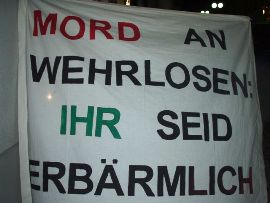 MORD AN
WEHRLOSEN:
IHR SEID
ERBÄRMLICH